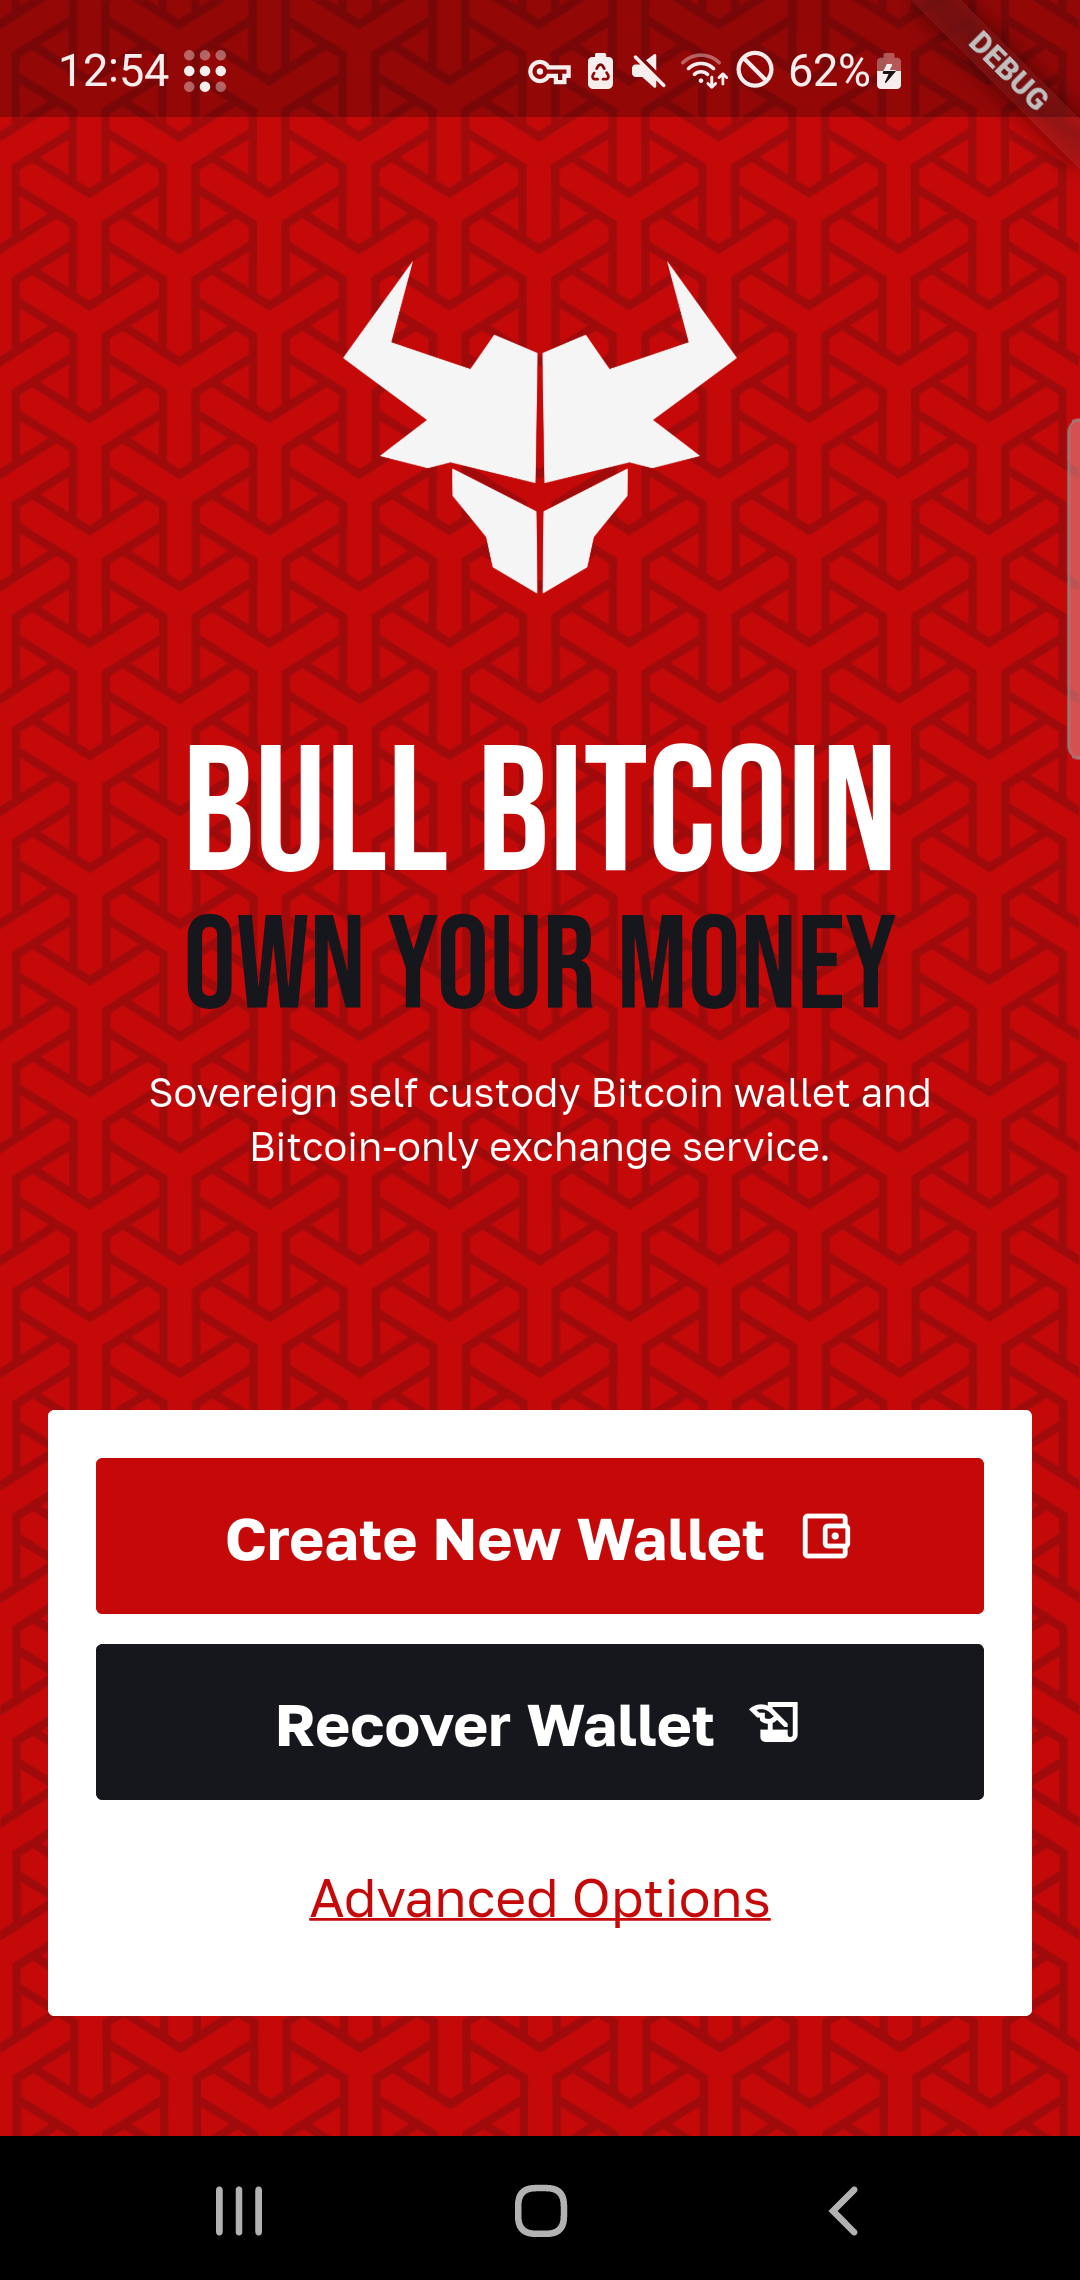 12:54
62%
DEBUG
BULL BITCOIN
OWN YOUR MONEY
Sovereign self custody Bitcoin wallet and
Bitcoin-only exchange service.
Create New Wallet
Recover Wallet
Advanced Options